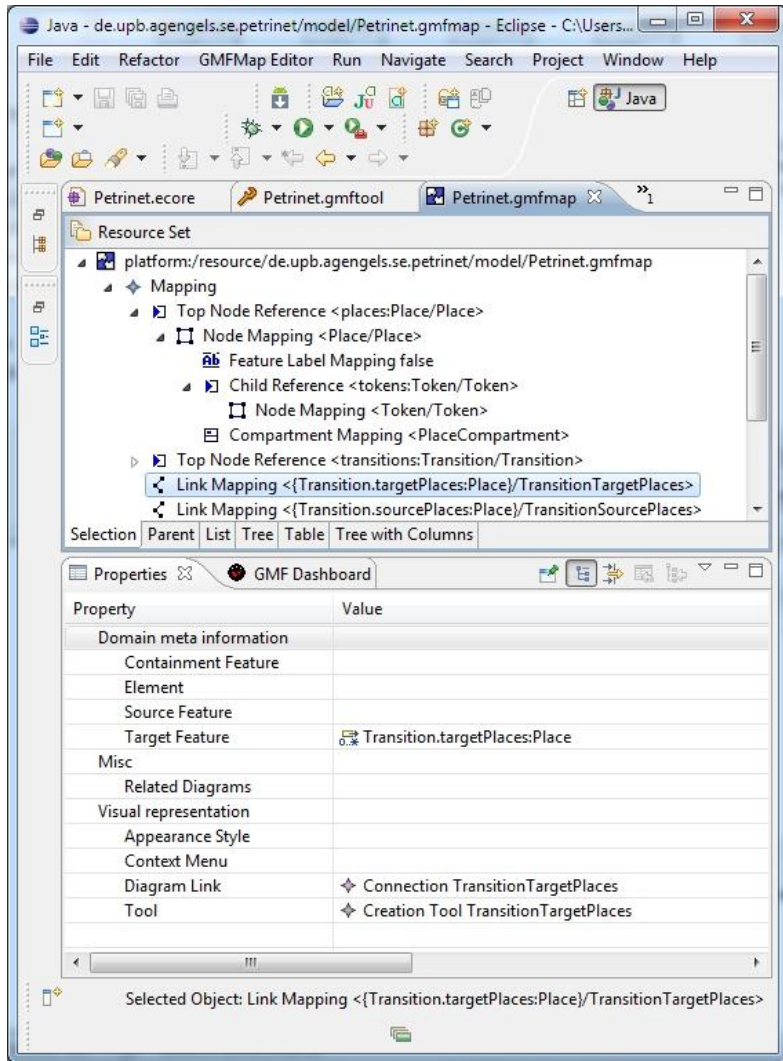 Java - de.upb.agengels.se.petrinet/model/Petrinet.gmfmap - Eclipse - C:\Users...
File Edit Refactor GMFMap Editor Run Navigate Search Project Window Help
Java
Petrinet.ecore Petrinet.gmftool Petrinet.gmfmap »1
Resource Set
platform:/resource/de.upb.agengels.se.petrinet/model/Petrinet.gmfmap
Mapping
Top Node Reference <places:Place/Place>
Node Mapping <Place/Place>
Feature Label Mapping false
Child Reference <tokens:Token/Token>
Node Mapping <Token/Token>
Compartment Mapping <PlaceCompartment>
Top Node Reference <transitions:Transition/Transition>
Link Mapping <{Transition.targetPlaces:Place}/TransitionTargetPlaces>
Link Mapping <{Transition.sourcePlaces:Place}/TransitionSourcePlaces>
Selection Parent List Tree Table Tree with Columns
Properties GMF Dashboard
Property Value
Domain meta information
Containment Feature
Element
Source Feature
Target Feature Transition.targetPlaces:Place
Misc
Related Diagrams
Visual representation
Appearance Style
Context Menu
Diagram Link Connection TransitionTargetPlaces
Tool Creation Tool TransitionTargetPlaces
Selected Object: Link Mapping <{Transition.targetPlaces:Place}/TransitionTargetPlaces>